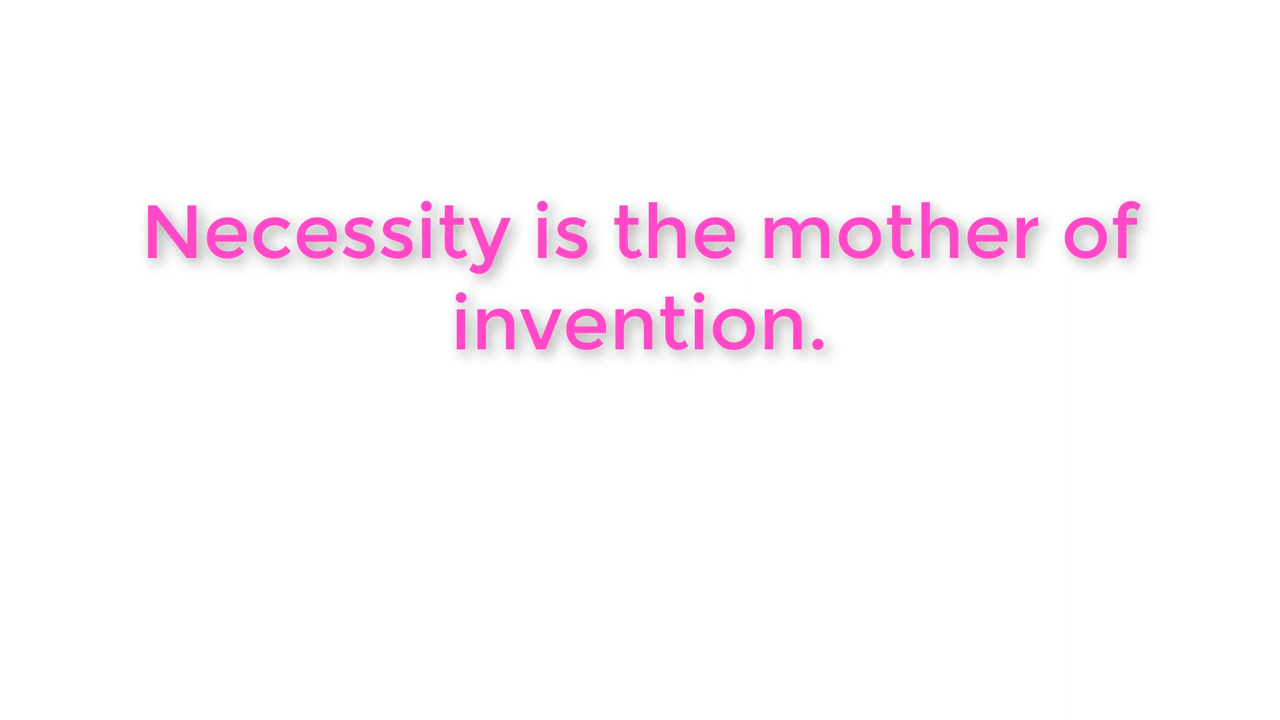 Necessity is the mother of
invention.